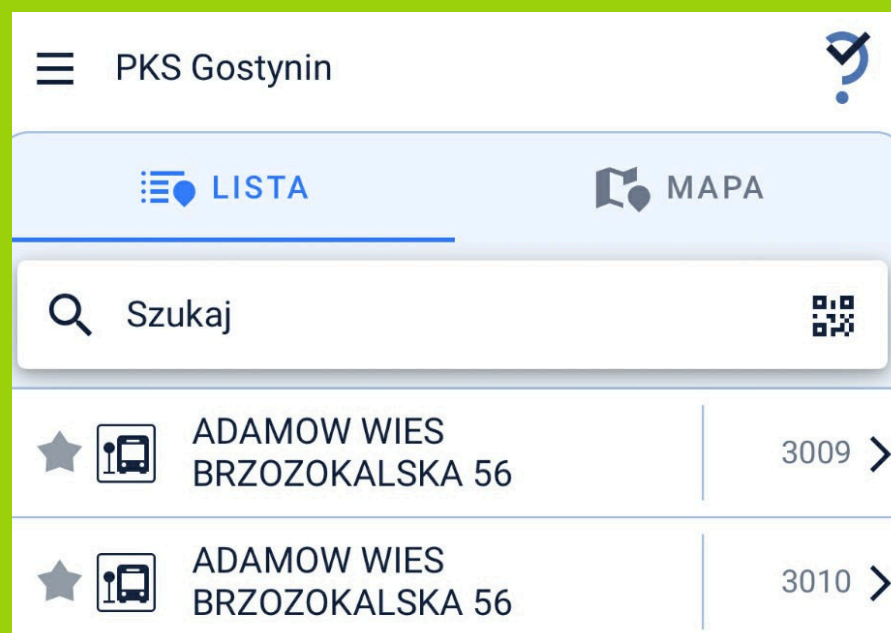 PKS Gostynin
LISTA
MAPA
Szukaj
ADAMOW WIES
BRZOZOKALSKA 56
3009
ADAMOW WIES
BRZOZOKALSKA 56
3010